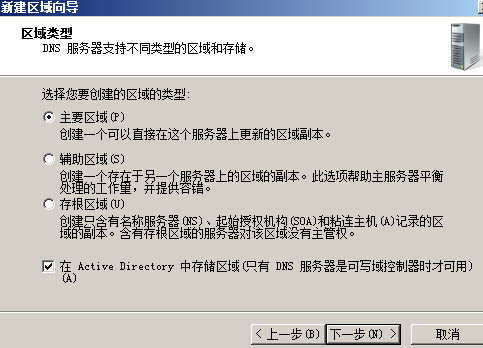 新建区域向导
区域类型
DNS 服务器支持不同类型的区域和存储。
选择您要创建的区域的类型:
主要区域(P)
创建一个可以直接在这个服务器上更新的区域副本。
辅助区域(S)
创建一个存在于另一个服务器上的区域的副本。此选项帮助主服务器平衡
处理的工作量，并提供容错。
存根区域(U)
创建只含有名称服务器(NS)、起始授权机构(SOA)和粘连主机(A)记录的区
域的副本。含有存根区域的服务器对该区域没有主管权。
在 Active Directory 中存储区域(只有 DNS 服务器是可写域控制器时才可用)
(A)
< 上一步(B) 下一步(N) > 取消